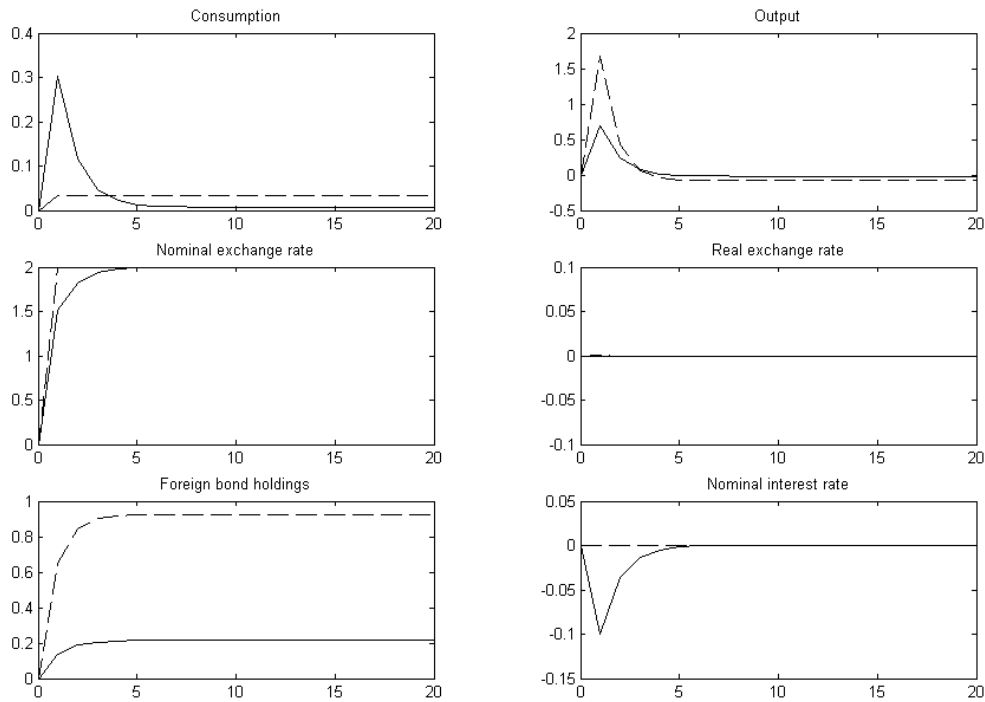 Consumption
0.4
0.3
0.2
0.1
0
0 5 10 15 20
Output
2
1.5
1
0.5
0
-0.5
0 5 10 15 20
Nominal exchange rate
2
1.5
1
0.5
0
0 5 10 15 20
Real exchange rate
0.1
0.05
0
-0.05
-0.1
0 5 10 15 20
Foreign bond holdings
1
0.8
0.6
0.4
0.2
0
0 5 10 15 20
Nominal interest rate
0.05
0
-0.05
-0.1
-0.15
0 5 10 15 20